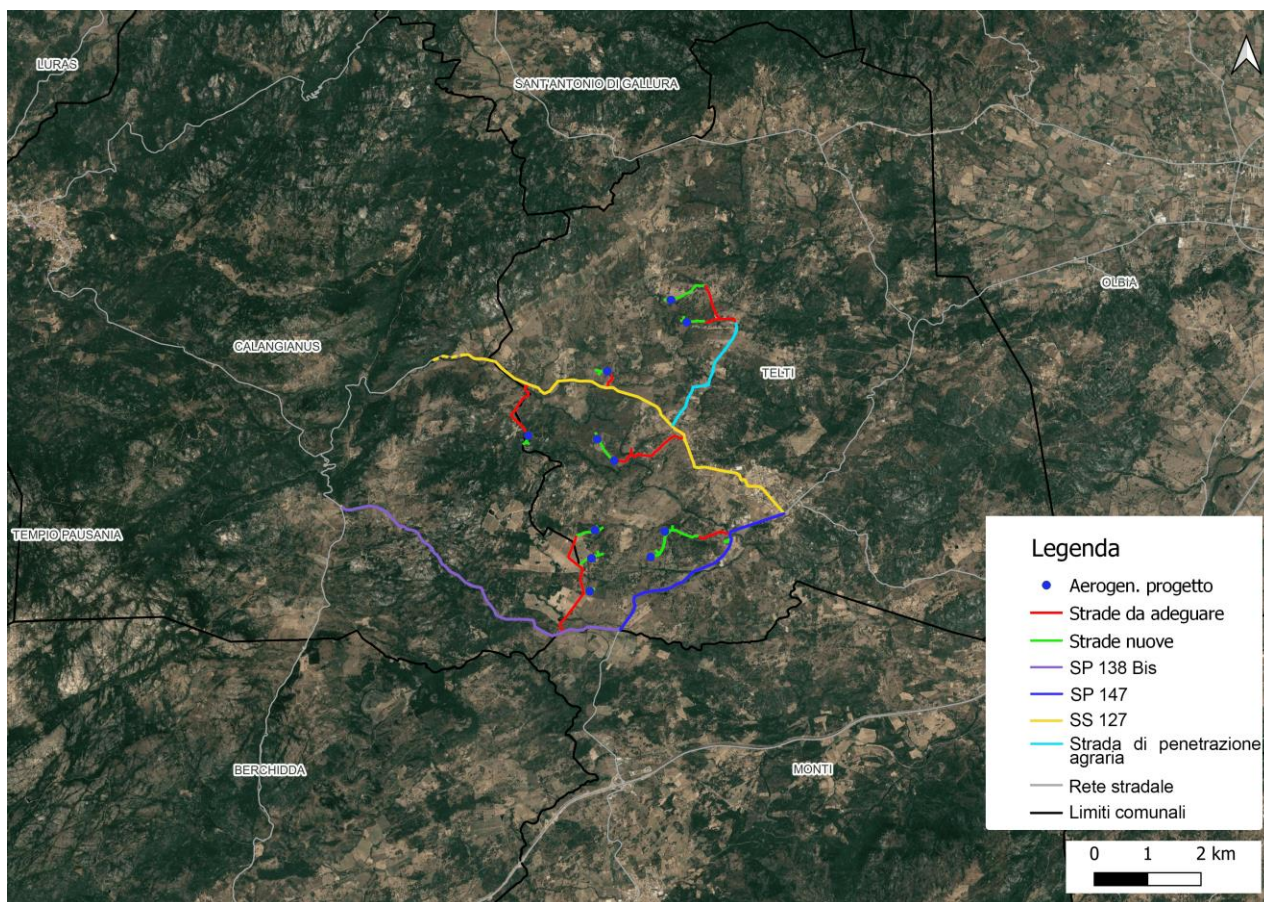 LURAS
SANT'ANTONIO DI GALLURA
OLBIA
CALANGIANUS
TELTI
TEMPIO PAUSANIA
BERCHIDDA
MONTI
Legenda
Aerogen. progetto
Strade da adeguare
Strade nuove
SP 138 Bis
SP 147
SS 127
Strada di penetrazione
agraria
Rete stradale
Limiti comunali
0 1 2 km